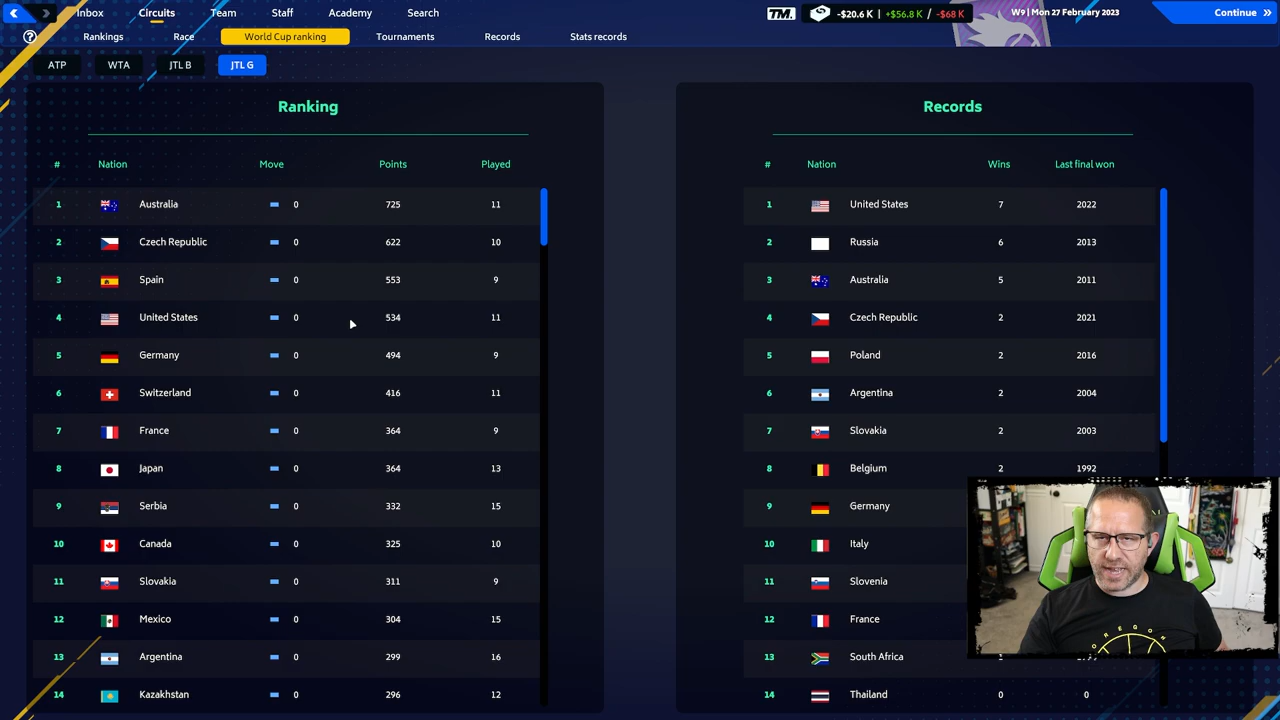 Inbox Circuits Team Staff Academy Search TM. -$20.6 K | +$56.8 K / -$68 K W9 | Mon 27 February 2023 Continue
Rankings Race World Cup ranking Tournaments Records Stats records
ATP WTA JTL B JTL G
Ranking
# Nation Move Points Played
1 Australia 0 725 11
2 Czech Republic 0 622 10
3 Spain 0 553 9
4 United States 0 534 11
5 Germany 0 494 9
6 Switzerland 0 416 11
7 France 0 364 9
8 Japan 0 364 13
9 Serbia 0 332 15
10 Canada 0 325 10
11 Slovakia 0 311 9
12 Mexico 0 304 15
13 Argentina 0 299 16
14 Kazakhstan 0 296 12
Records
# Nation Wins Last final won
1 United States 7 2022
2 Russia 6 2013
3 Australia 5 2011
4 Czech Republic 2 2021
5 Poland 2 2016
6 Argentina 2 2004
7 Slovakia 2 2003
8 Belgium 2 1992
9 Germany
10 Italy
11 Slovenia
12 France
13 South Africa
14 Thailand 0 0
OREGON